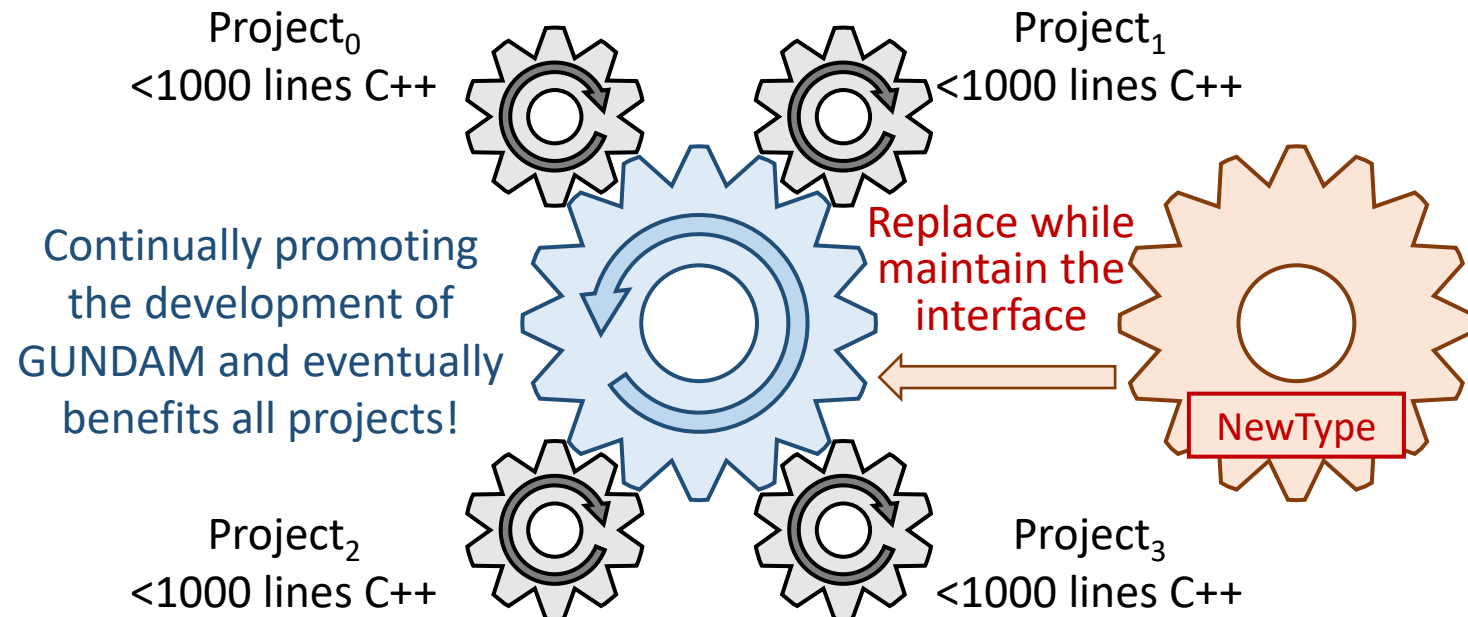 Project₀
<1000 lines C++
Project₁
<1000 lines C++
Continually promoting
the development of
GUNDAM and eventually
benefits all projects!
Replace while
maintain the
interface
NewType
Project₂
<1000 lines C++
Project₃
<1000 lines C++